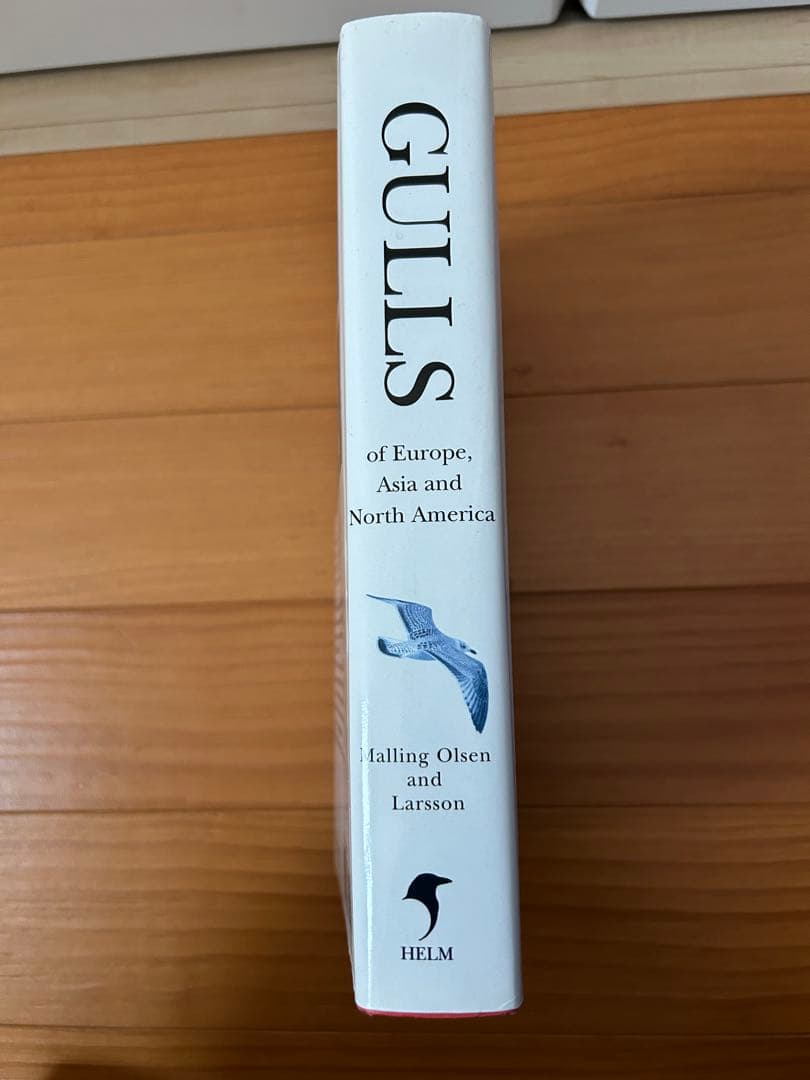 GULLS
of Europe,
Asia and
North America
Malling Olsen
and
Larsson
HELM